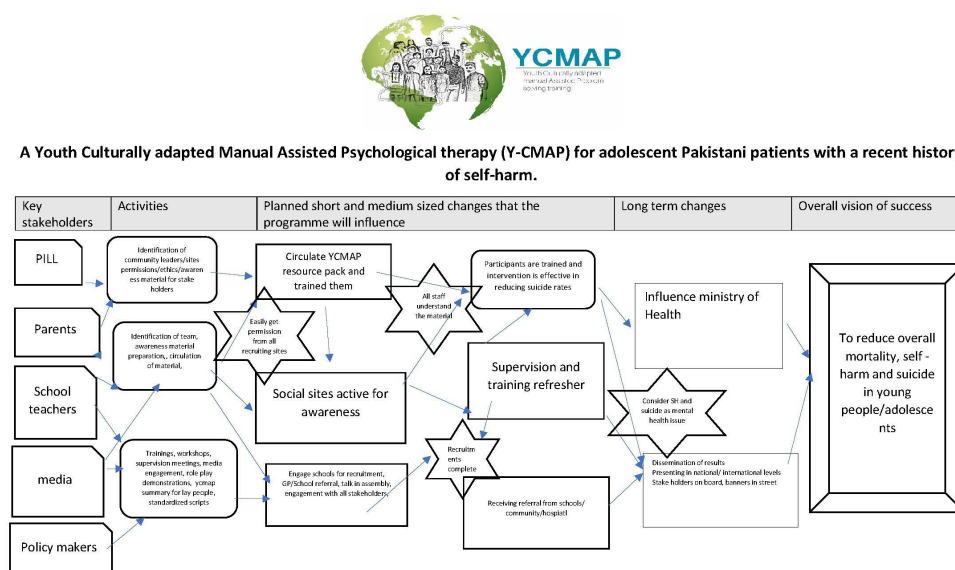 YCMAP
Youth Culturally adapted
manual Assisted Problem
solving training
A Youth Culturally adapted Manual Assisted Psychological therapy (Y-CMAP) for adolescent Pakistani patients with a recent histor
of self-harm.
Key
stakeholders
Activities
Planned short and medium sized changes that the
programme will influence
Long term changes
Overall vision of success
PILL
Parents
School
teachers
media
Policy makers
Identification of
community leaders/sites
permissions/ethics/awaren
ess material for stake
holders
Identification of team,
awareness material
preparation,, circulation
of material,
Trainings, workshops,
supervision meetings, media
engagement, role play
demonstrations, ycmap
summary for lay people,
standardized scripts
Circulate YCMAP
resource pack and
trained them
Easily get
permission
from all
recruiting sites
Social sites active for
awareness
Engage schools for recruitment,
GP/School referral, talk in assembly,
engagement with all stakeholders,
All staff
understand
the material
Participants are trained and
intervention is effective in
reducing suicide rates
Supervision and
training refresher
Recruitm
ents
complete
Receiving referral from schools/
community/hospiatl
Influence ministry of
Health
Consider SH and
suicide as mental
health issue
Dissemination of results
Presenting in national/ international levels
Stake holders on board, banners in street
To reduce overall
mortality, self -
harm and suicide
in young
people/adolesce
nts